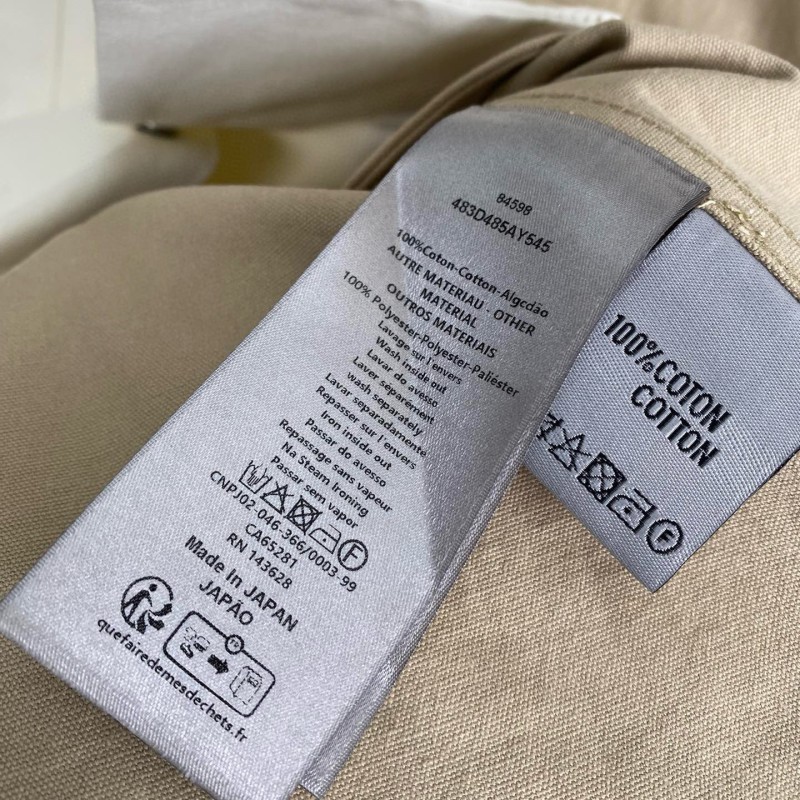 84598
483D485AY545
100%Coton-Cotton-Algcdão
AUTRE MATERIAU - OTHER
MATERIAL
OUTROS MATERIAIS
100% Polyester-Polyester-Paliéster
Lavage sur l'envers
Wash inside out
Lavar do avesso
Laver séparément
wash separately
Lavar separadamente
Repasser sur l'envers
Iron inside out
Passar do avesso
Repassage sans vapeur
Na Steam Ironing
Passar sem vapor
F
CNPJ02-046-366/0003-99
CA65281
RN 143628
Made In JAPAN
JAPÃO
quefairedemesdechets.fr
100%COTON
COTTON
F